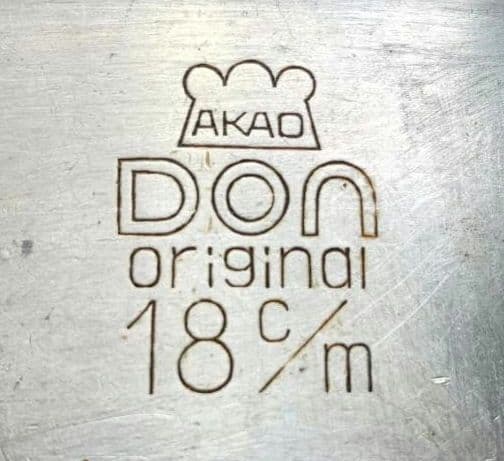 AKAO
Don
original
18 c/m